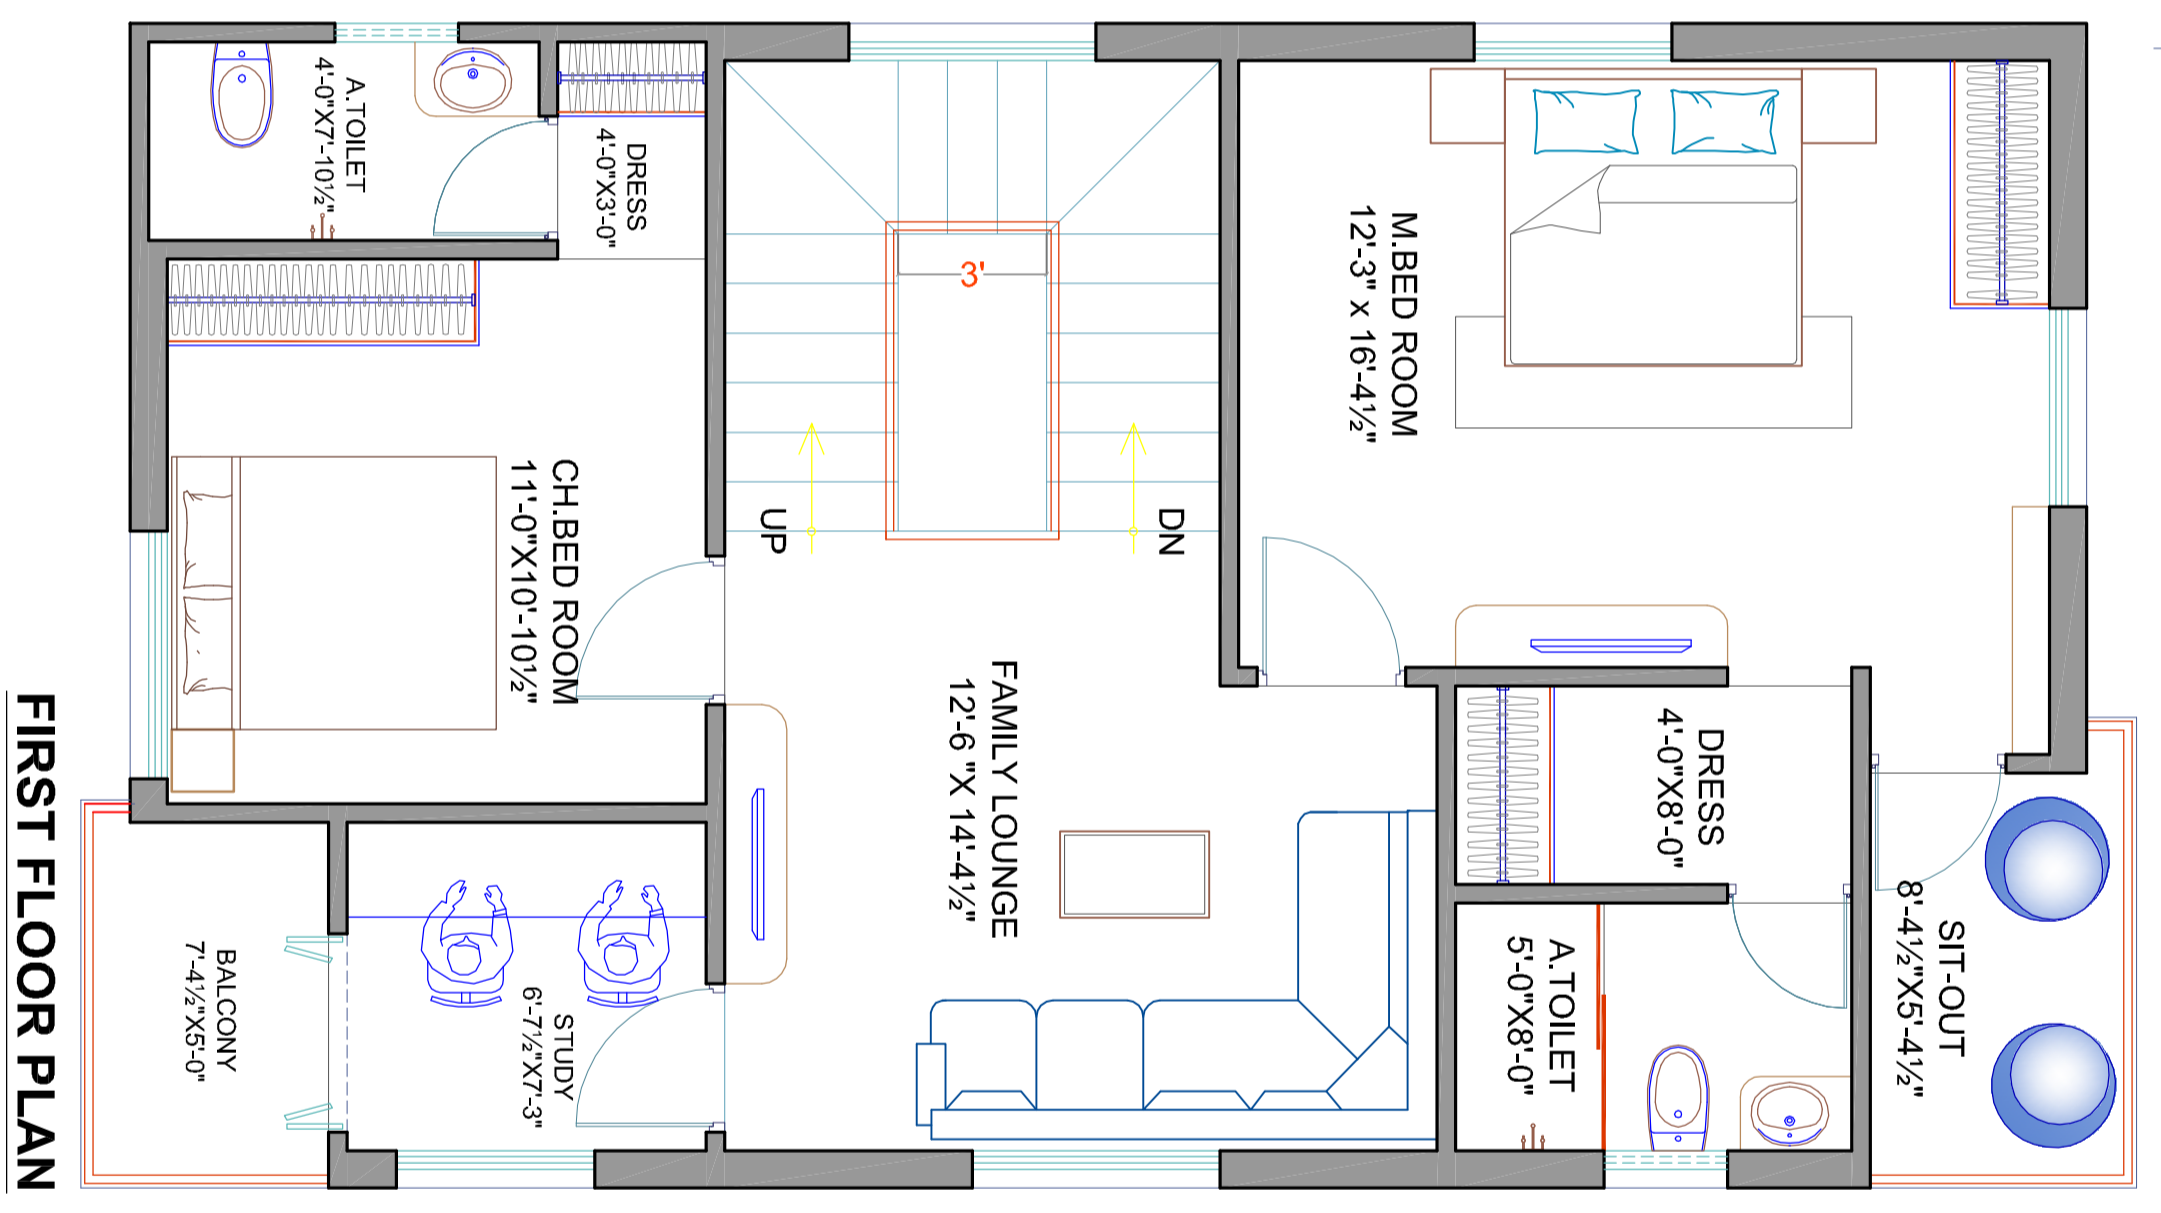 A.TOILET
4'-0"X7'-10½"
DRESS
4'-0"X3'-0"
3'
M.BED ROOM
12'-3" x 16'-4½"
CH.BED ROOM
11'-0"X10'-10½"
UP
DN
FAMILY LOUNGE
12'-6 "X 14'-4½"
DRESS
4'-0"X8'-0"
SIT-OUT
8'-4½"X5'-4½"
A.TOILET
5'-0"X8'-0"
STUDY
6'-7½"X7'-3"
BALCONY
7'-4½"X5'-0"
FIRST FLOOR PLAN